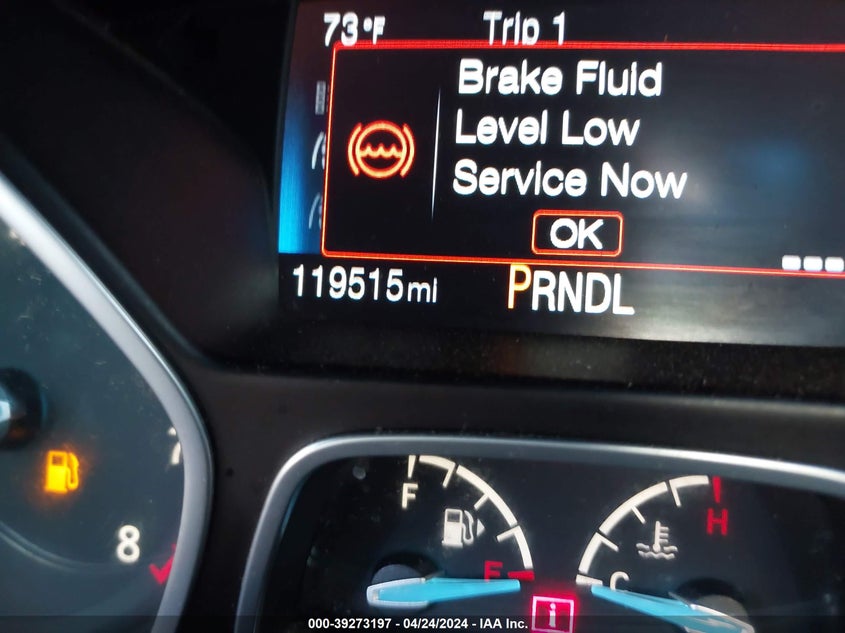 73°F Trip 1
Brake Fluid
Level Low
Service Now
OK
119515mi PRNDL
7
8
F
E
H
C
i
000-39273197 - 04/24/2024 - IAA Inc.